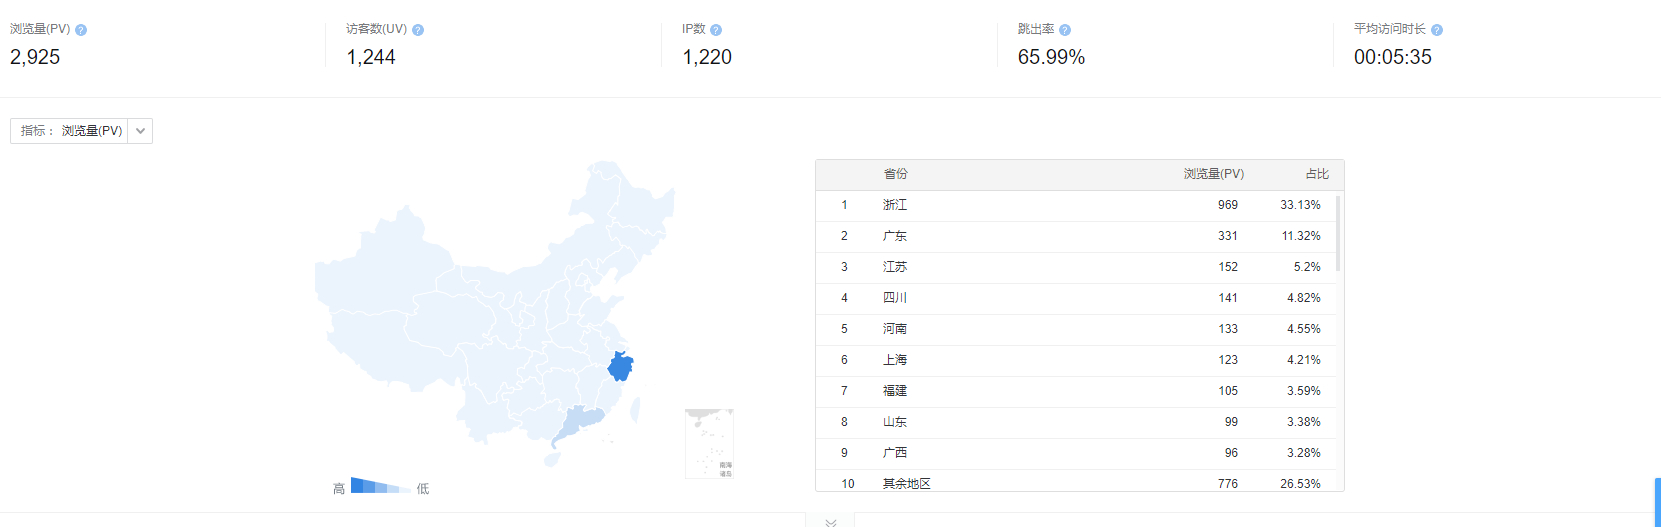 浏览量(PV) ? 访客数(UV) ? IP数 ? 跳出率 ? 平均访问时长 ?
2,925 1,244 1,220 65.99% 00:05:35
指标： 浏览量(PV)
省份 浏览量(PV) 占比
1 浙江 969 33.13%
2 广东 331 11.32%
3 江苏 152 5.2%
4 四川 141 4.82%
5 河南 133 4.55%
6 上海 123 4.21%
7 福建 105 3.59%
8 山东 99 3.38%
9 广西 96 3.28%
10 其余地区 776 26.53%
南海
诸岛
高 低